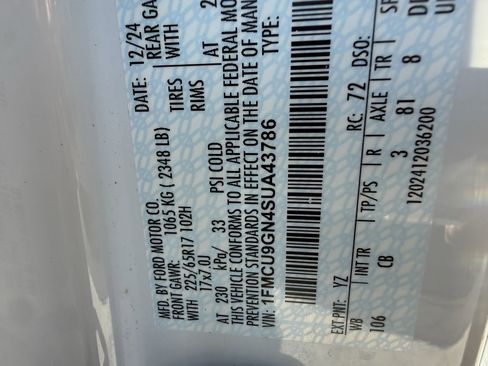 MFD. BY FORD MOTOR CO.
DATE: 12/24
FRONT GAWR: 1065 KG ( 2348 LB)
REAR GA
WITH
WITH 225/65R17 102H
TIRES
17x7.0J
RIMS
AT 230 kPa/ 33 PSI COLD
AT 2
THIS VEHICLE CONFORMS TO ALL APPLICABLE FEDERAL MO
PREVENTION STANDARDS IN EFFECT ON THE DATE OF MAN
VIN: 1FMCU9GN4SUA43786
TYPE:
EXT PNT: YZ
RC: 72
DSO:
WB INT TR TP/PS R AXLE TR SP
106 CB 3 81 8
1202412036200